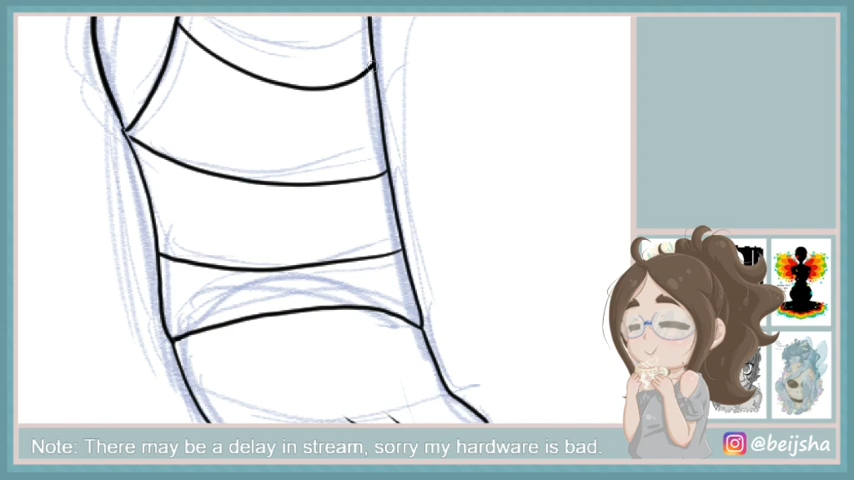 Note: There may be a delay in stream, sorry my hardware is bad.
@beijsha